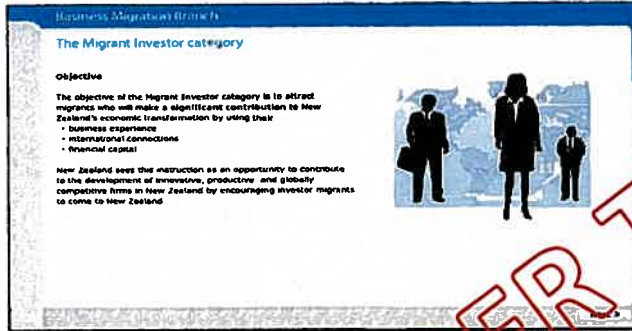 Business Migration Branch
The Migrant Investor category
Objective
The objective of the Migrant Investor category is to attract
migrants who will make a significant contribution to New
Zealand's economic transformation by using their
• business experience
• international connections
• financial capital
New Zealand sees this instruction as an opportunity to contribute
to the development of innovative, productive and globally
competitive firms in New Zealand by encouraging investor migrants
to come to New Zealand
ER T